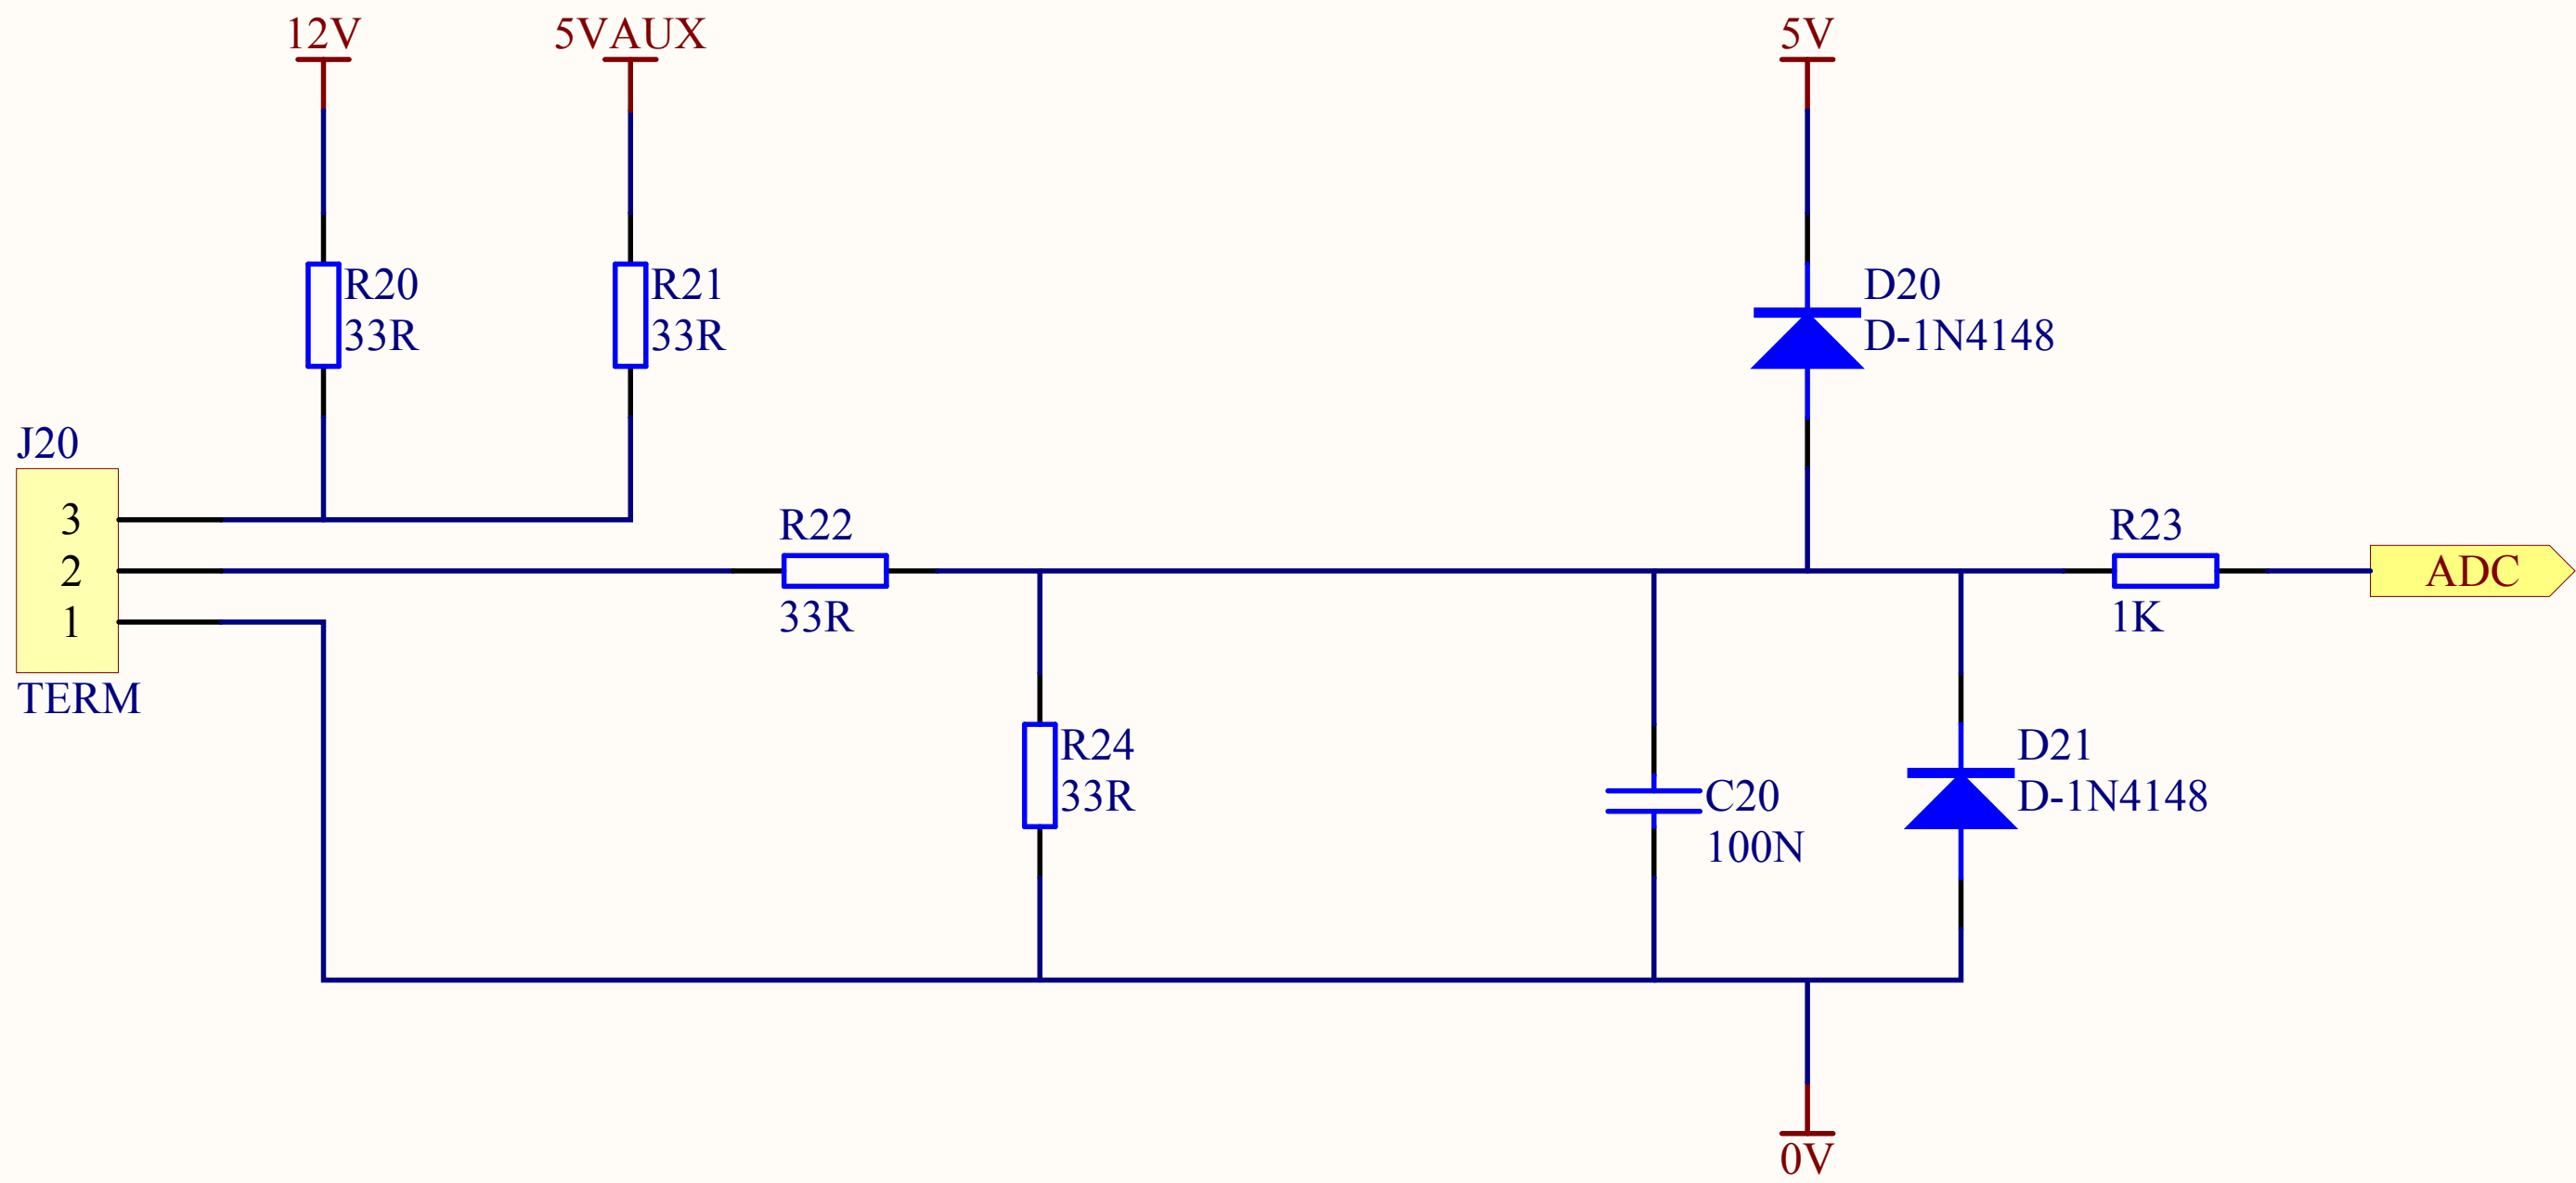 12V
5VAUX
5V
R20
33R
R21
33R
D20
D-1N4148
J20
3
2
1
TERM
R22
33R
R23
1K
ADC
R24
33R
C20
100N
D21
D-1N4148
0V